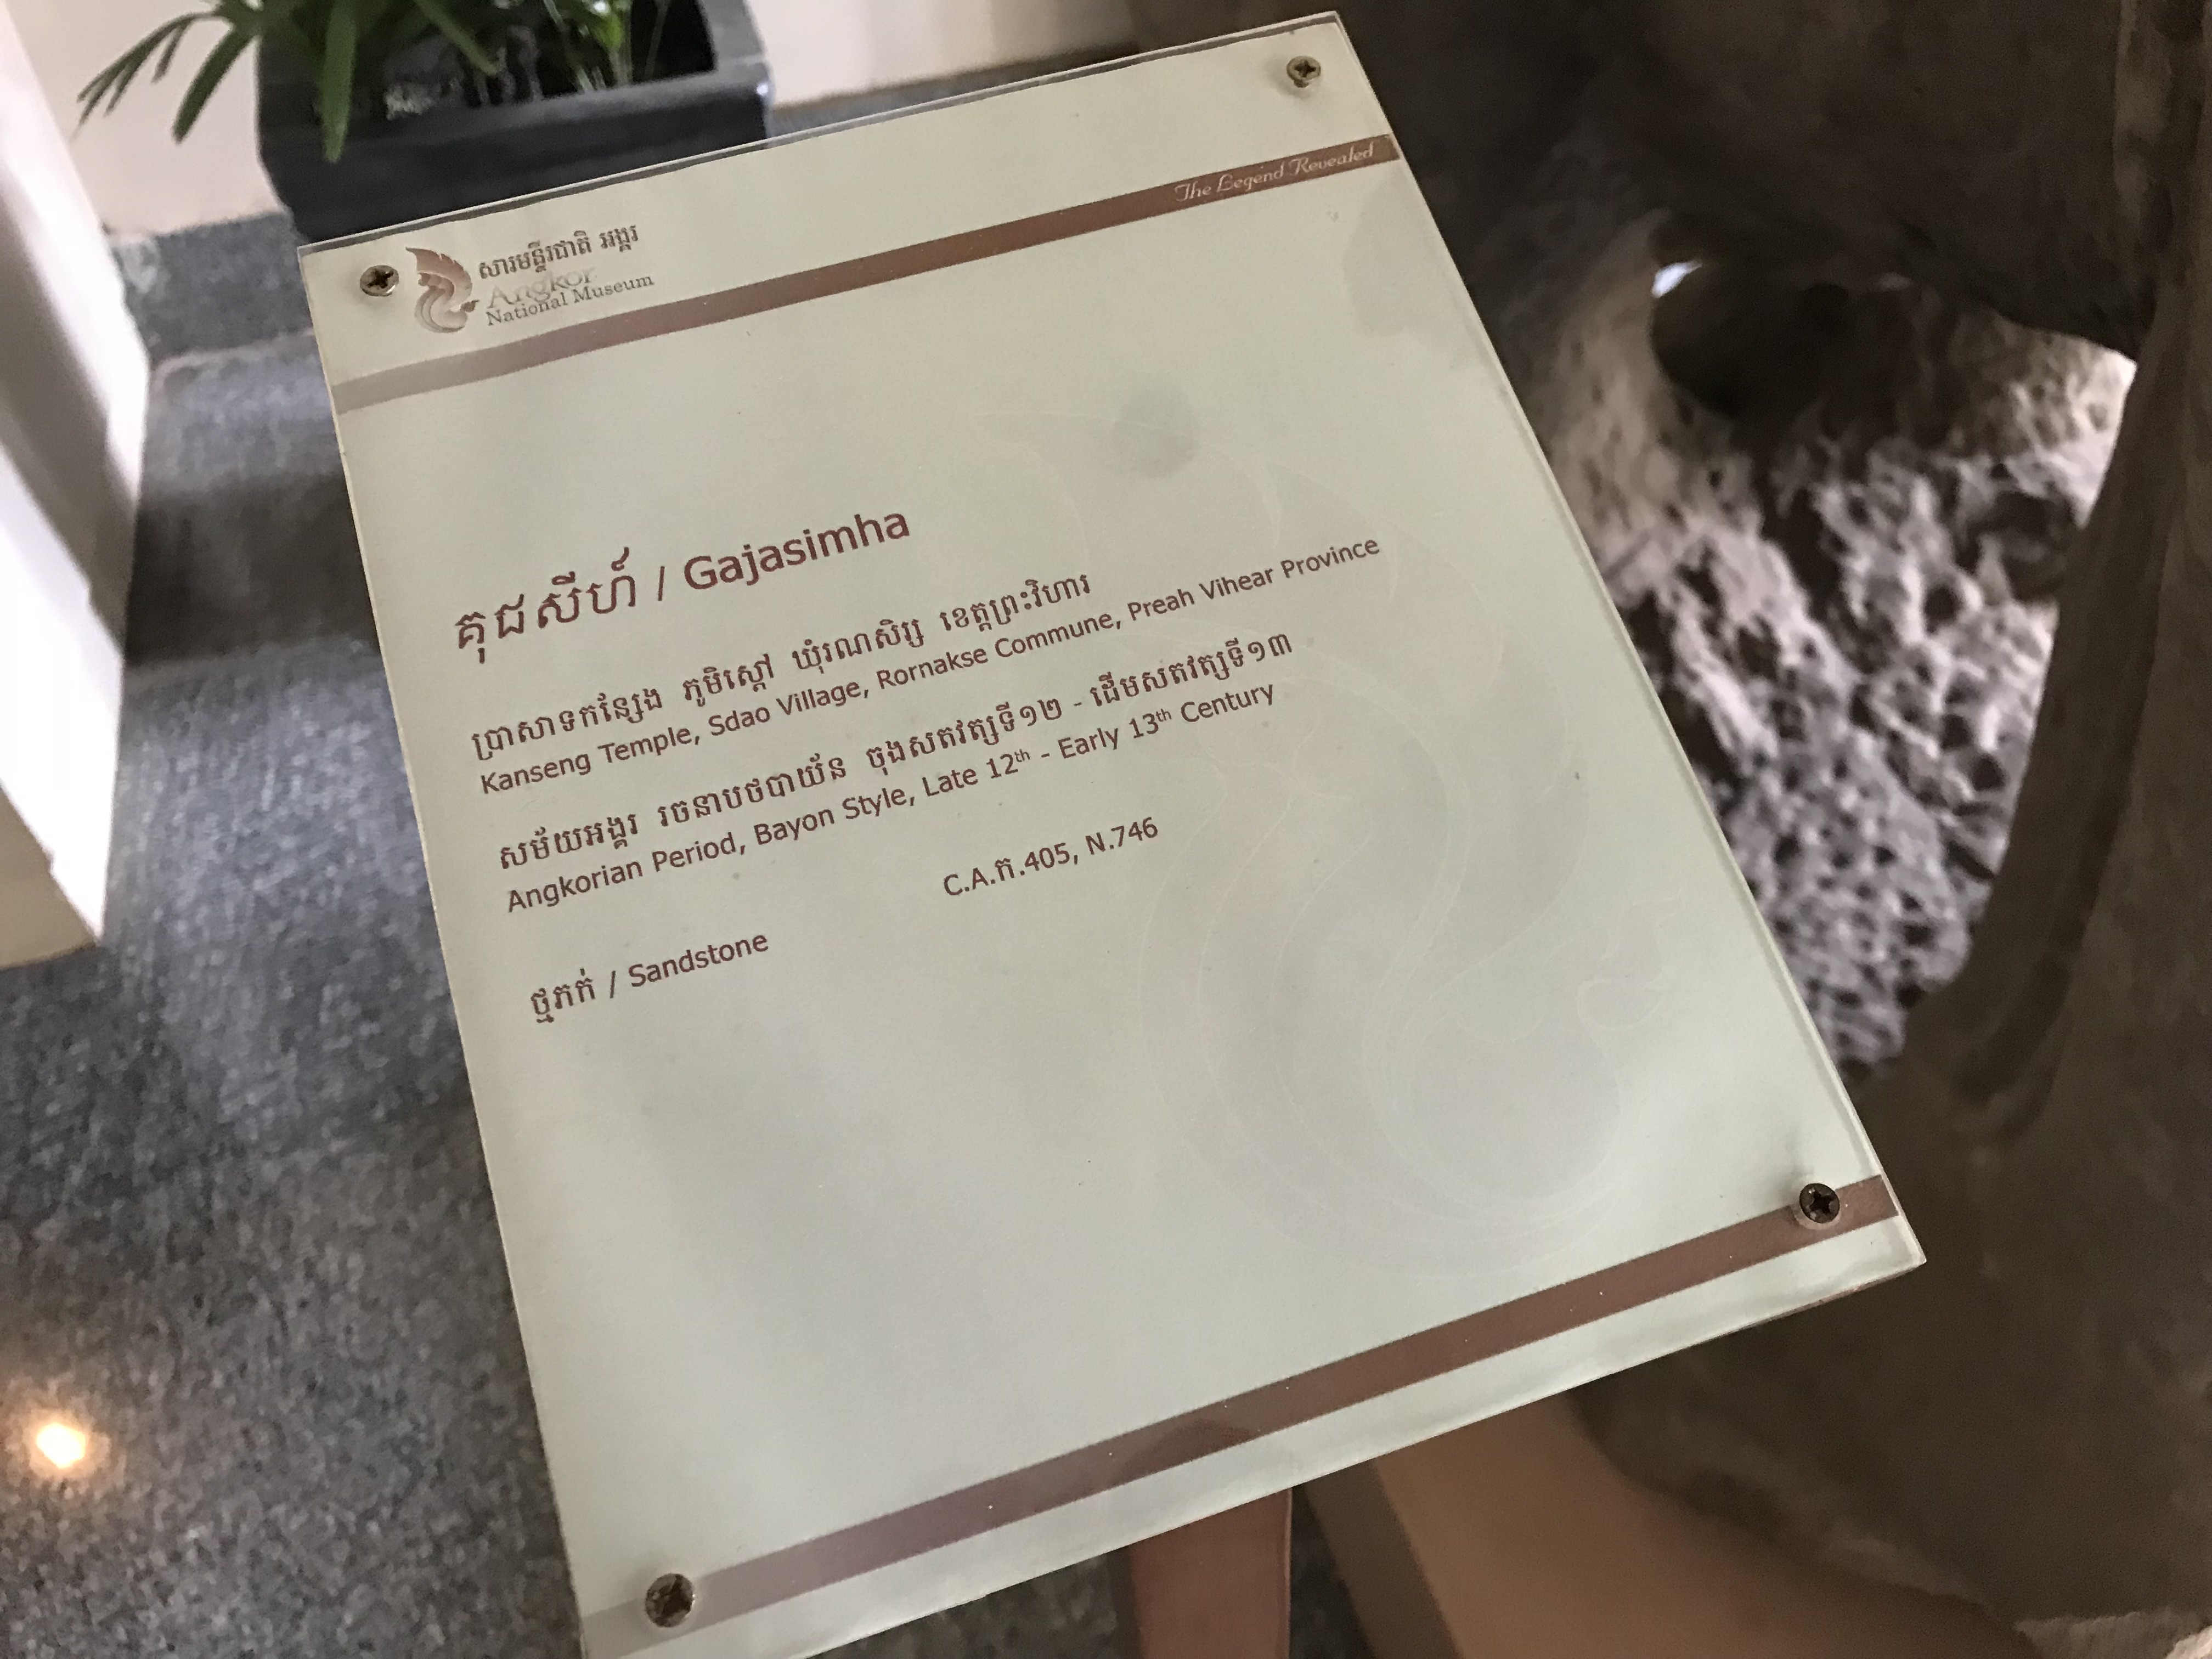 The Legend Revealed
សារមន្ទីរជាតិ អង្គរ
Angkor
National Museum
គុជសីហ៍ / Gajasimha
ប្រាសាទកន្សែង ភូមិស្តៅ ឃុំរណសិរ្ស ខេត្តព្រះវិហារ
Kanseng Temple, Sdao Village, Rornakse Commune, Preah Vihear Province
សម័យអង្គរ រចនាបថបាយ័ន ចុងសតវត្សទី១២ - ដើមសតវត្សទី១៣
Angkorian Period, Bayon Style, Late 12th - Early 13th Century
C.A.ក.405, N.746
ថ្មភក់ / Sandstone